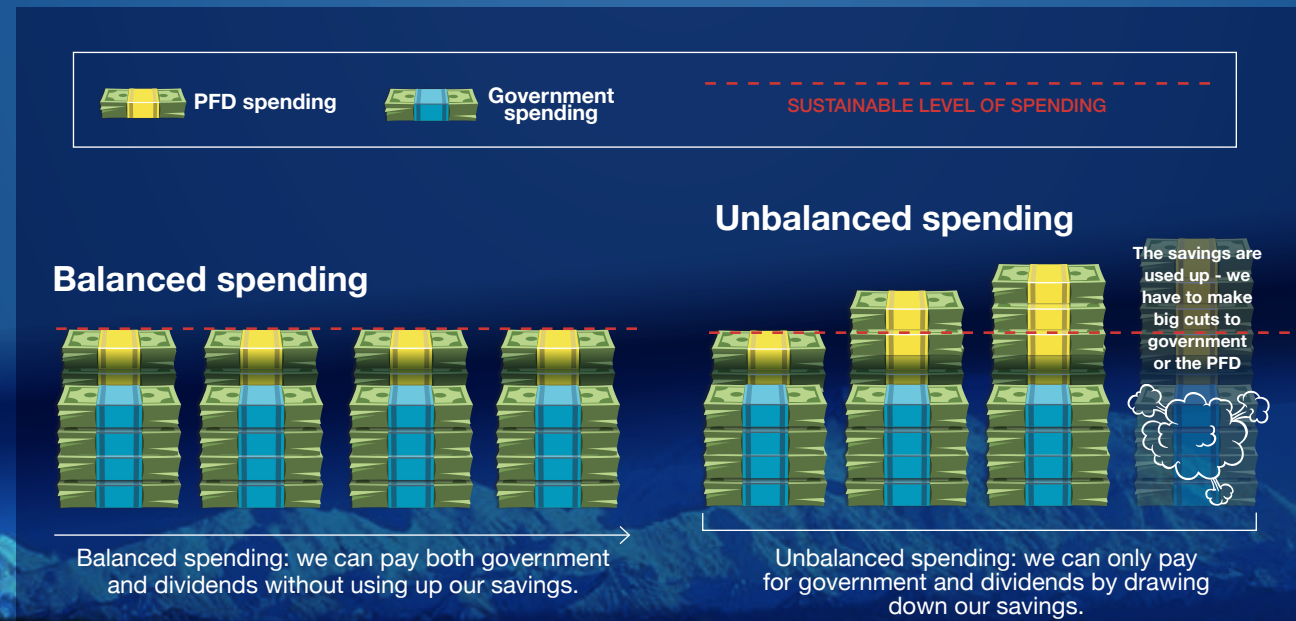 PFD spending
Government
spending
SUSTAINABLE LEVEL OF SPENDING
Balanced spending
Balanced spending: we can pay both government
and dividends without using up our savings.
Unbalanced spending
The savings are
used up - we
have to make
big cuts to
government
or the PFD
Unbalanced spending: we can only pay
for government and dividends by drawing
down our savings.